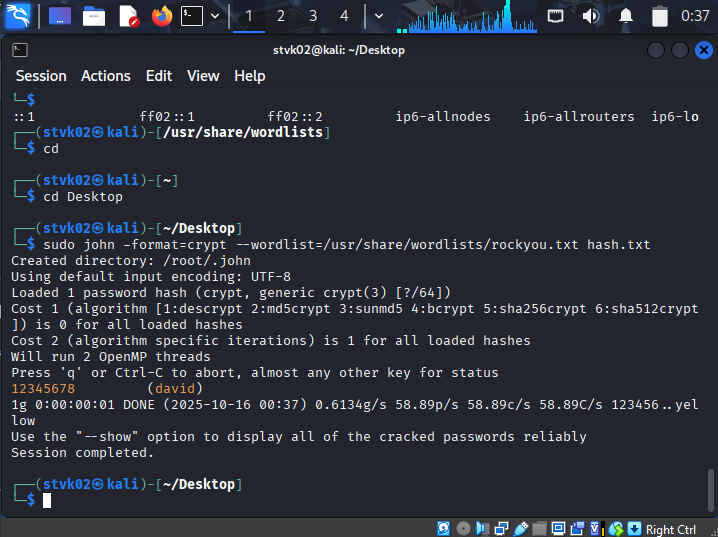 1 2 3 4 0:37
stvk02@kali: ~/Desktop
Session Actions Edit View Help
└─$
::1 ff02::1 ff02::2 ip6-allnodes ip6-allrouters ip6-lo
┌──(stvk02㉿kali)-[/usr/share/wordlists]
└─$ cd
┌──(stvk02㉿kali)-[~]
└─$ cd Desktop
┌──(stvk02㉿kali)-[~/Desktop]
└─$ sudo john -format=crypt --wordlist=/usr/share/wordlists/rockyou.txt hash.txt
Created directory: /root/.john
Using default input encoding: UTF-8
Loaded 1 password hash (crypt, generic crypt(3) [?/64])
Cost 1 (algorithm [1:descrypt 2:md5crypt 3:sunmd5 4:bcrypt 5:sha256crypt 6:sha512crypt
]) is 0 for all loaded hashes
Cost 2 (algorithm specific iterations) is 1 for all loaded hashes
Will run 2 OpenMP threads
Press 'q' or Ctrl-C to abort, almost any other key for status
12345678 (david)
1g 0:00:00:01 DONE (2025-10-16 00:37) 0.6134g/s 58.89p/s 58.89c/s 58.89C/s 123456..yel
low
Use the "--show" option to display all of the cracked passwords reliably
Session completed.
┌──(stvk02㉿kali)-[~/Desktop]
└─$
Right Ctrl